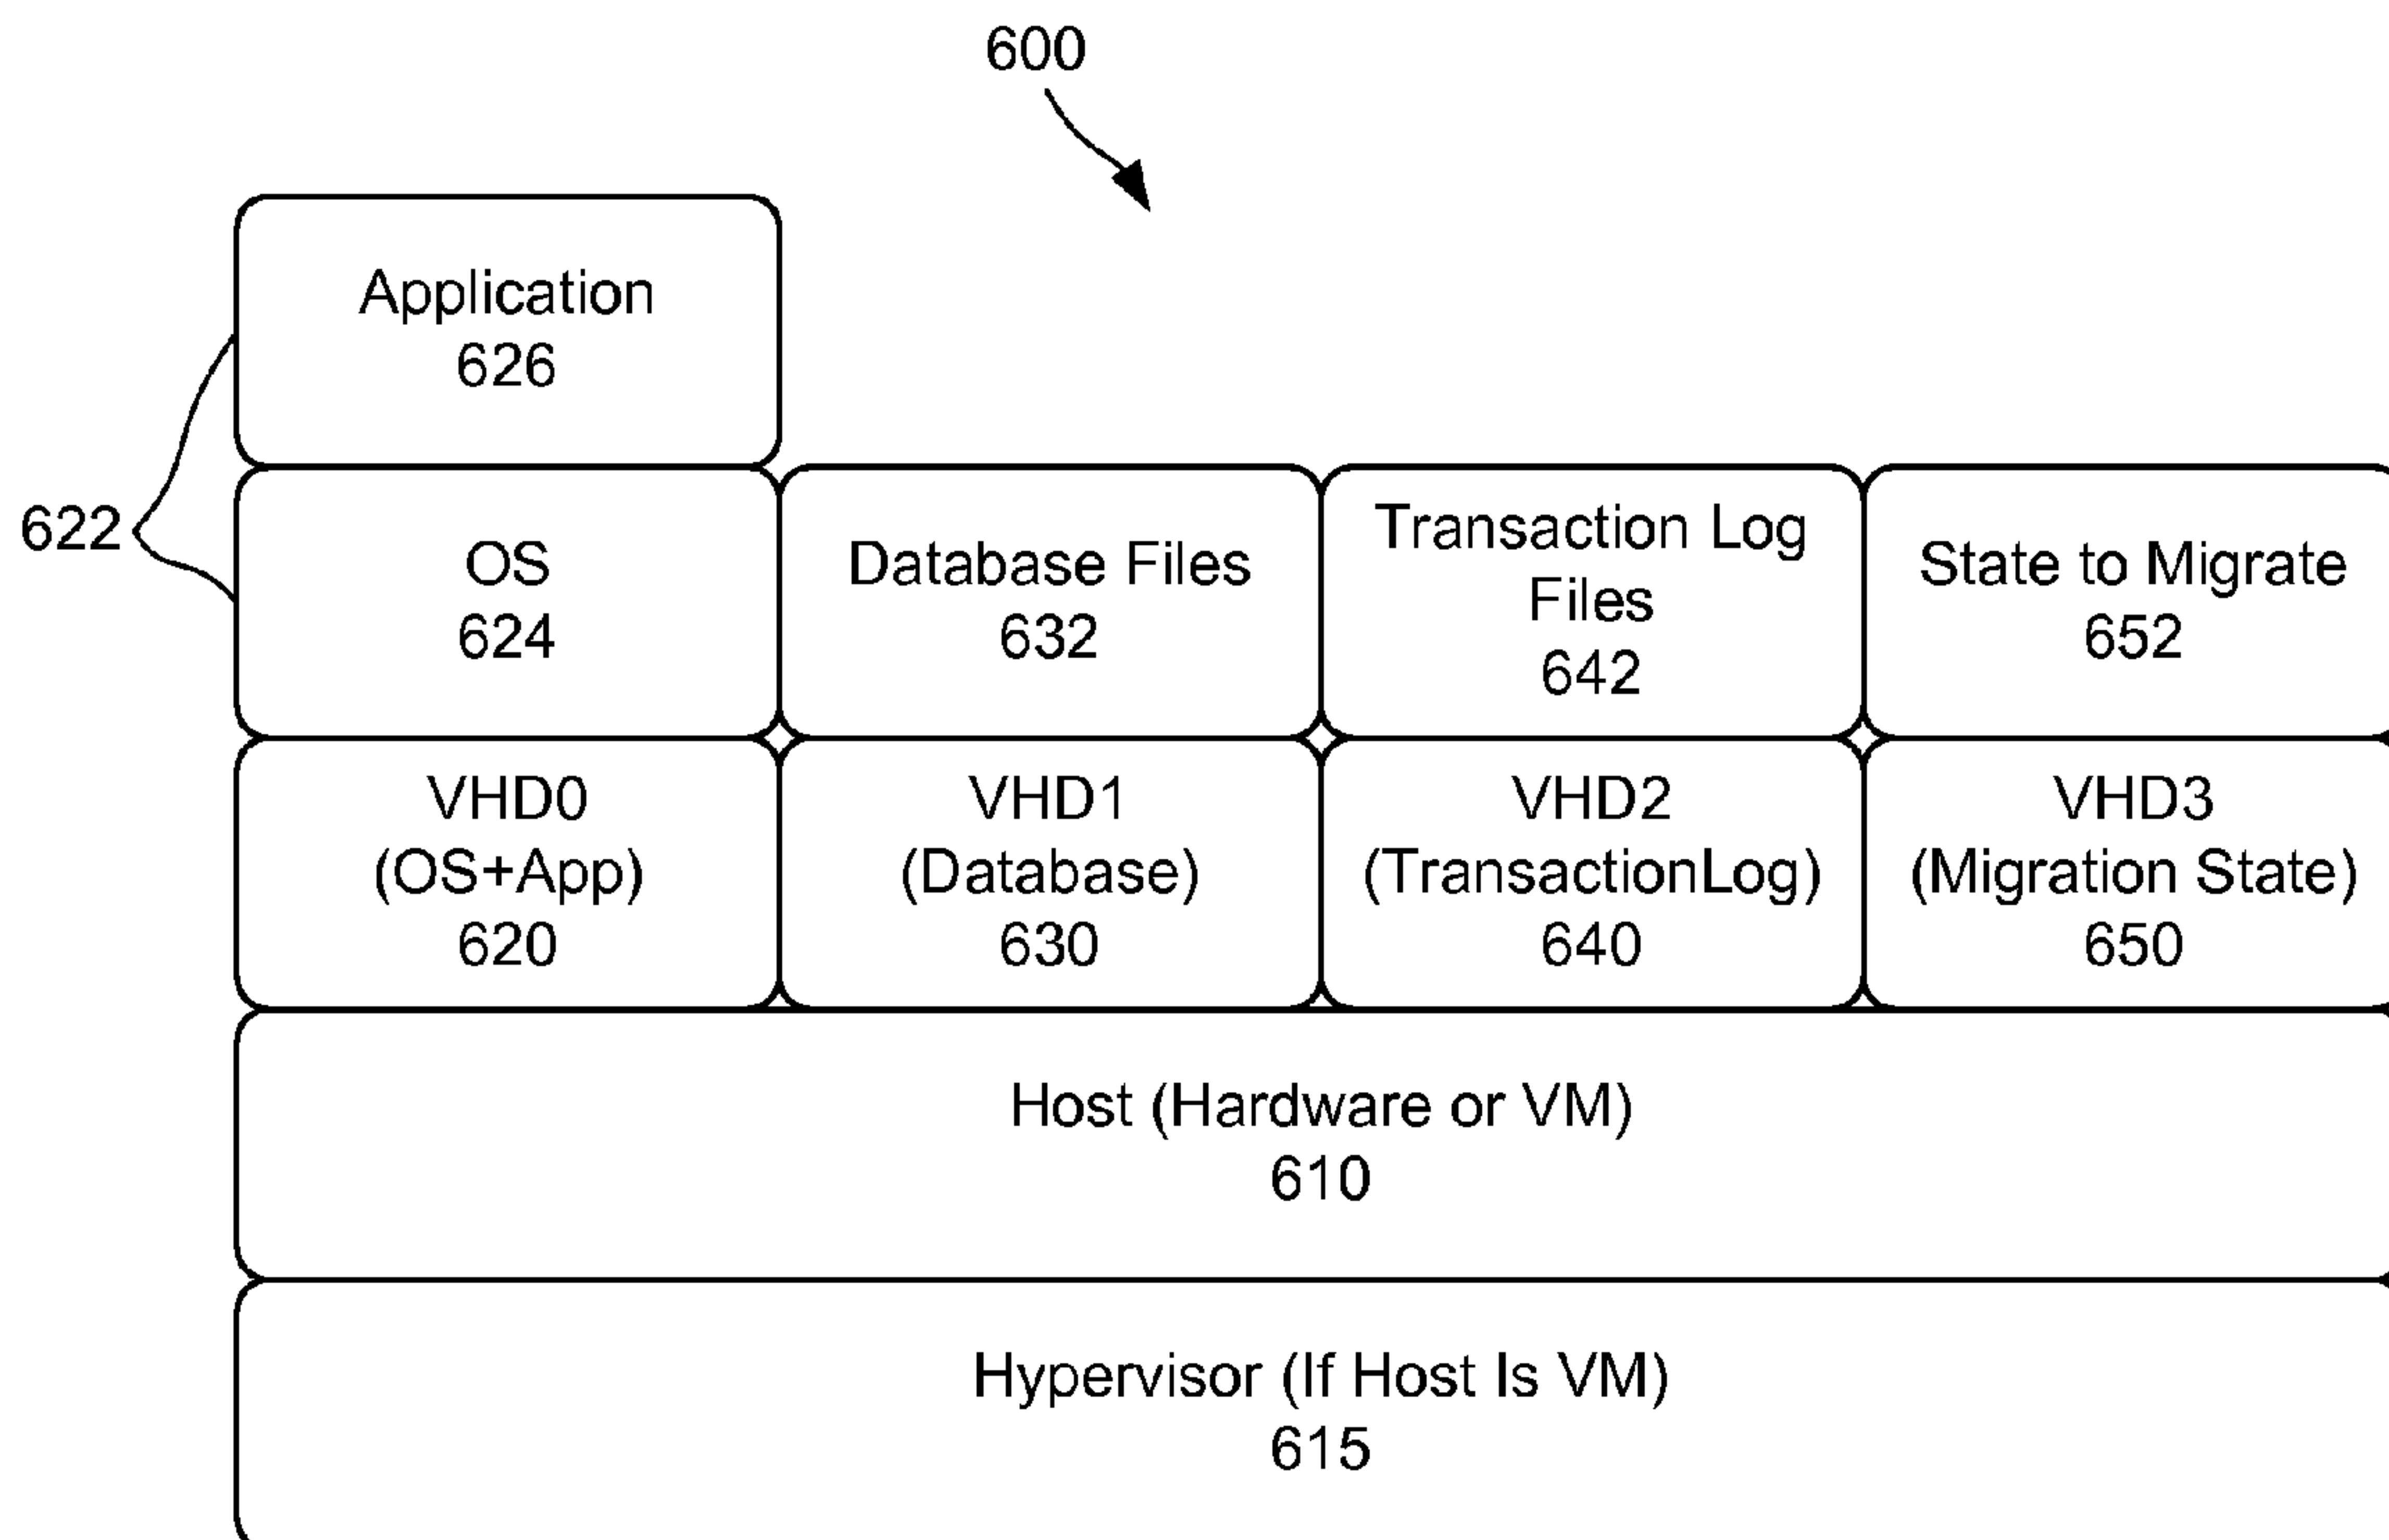 600
Application
626
622
OS
624
Database Files
632
Transaction Log
Files
642
State to Migrate
652
VHD0
(OS+App)
620
VHD1
(Database)
630
VHD2
(TransactionLog)
640
VHD3
(Migration State)
650
Host (Hardware or VM)
610
Hypervisor (If Host Is VM)
615